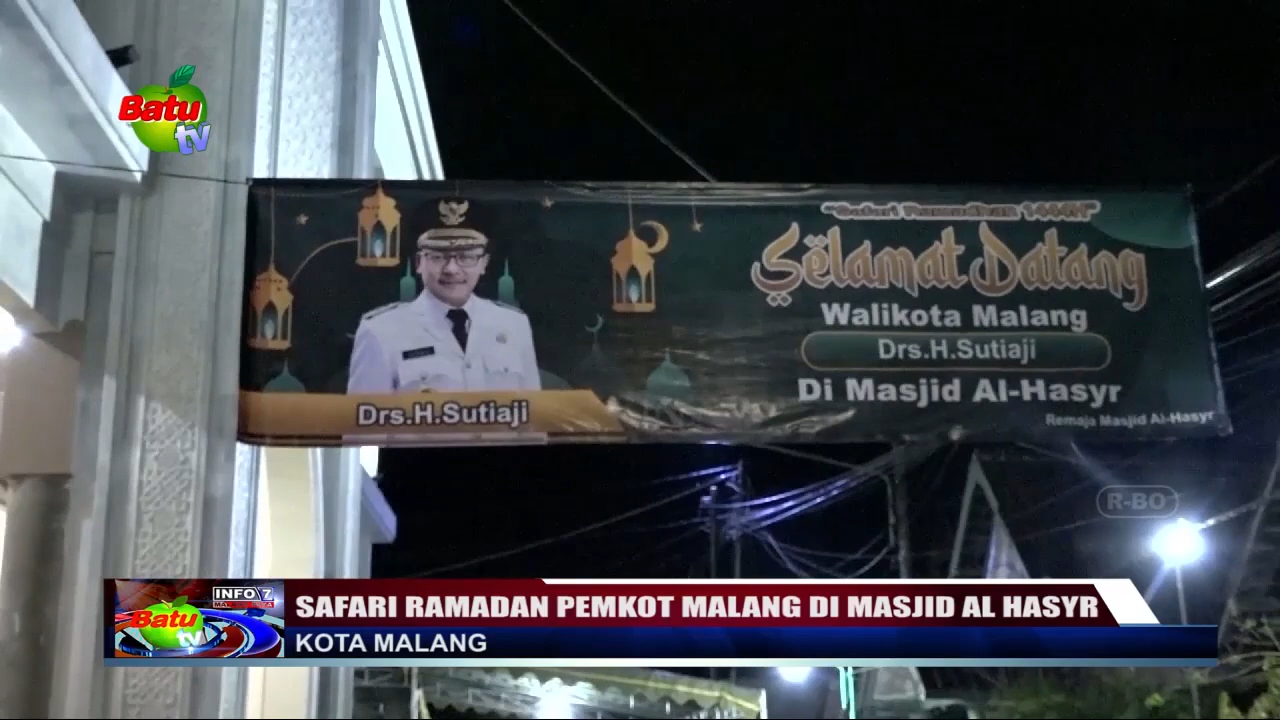 Batu
tv
"Safari Ramadhan 1444H"
Selamat Datang
Walikota Malang
Drs.H.Sutiaji
Di Masjid Al-Hasyr
Remaja Masjid Al-Hasyr
Drs.H.Sutiaji
R-BO
INFO 7
Batu
tv
SAFARI RAMADAN PEMKOT MALANG DI MASJID AL HASYR
KOTA MALANG